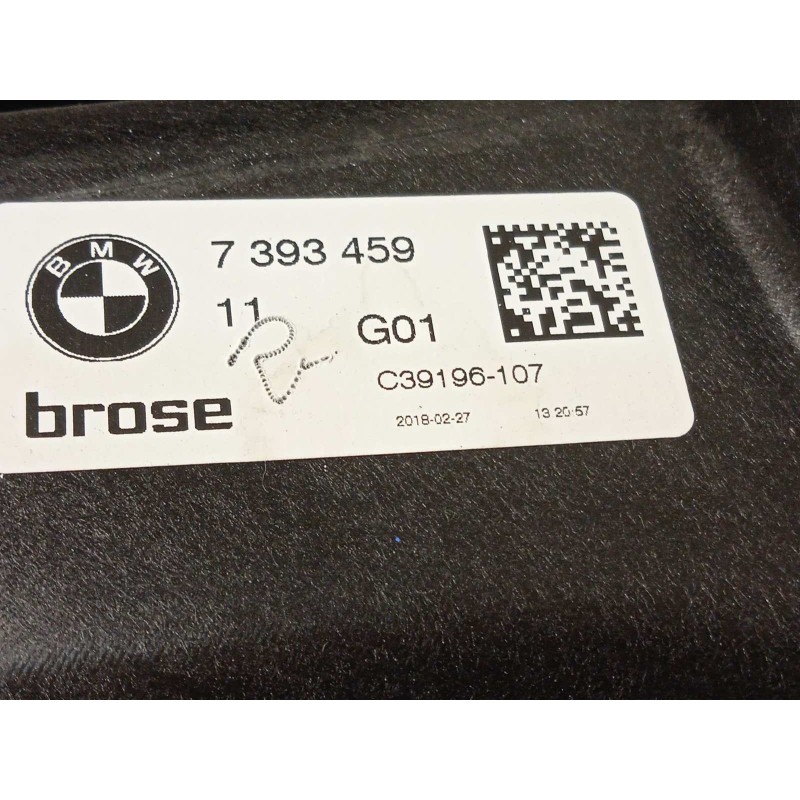 BMW
7 393 459
11
G01
C39196-107
brose
2018-02-27 13:20:57